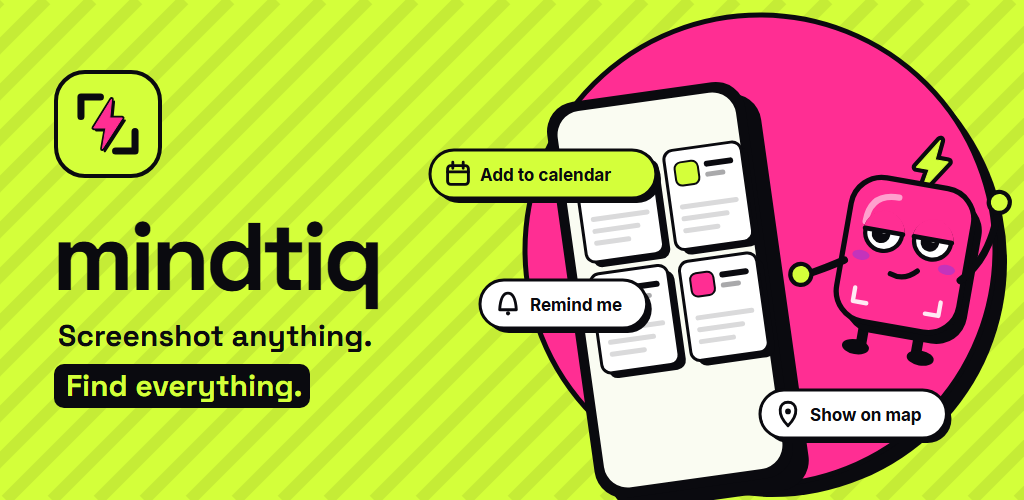 mindtiq
Screenshot anything.
Find everything.
Add to calendar
Remind me
Show on map